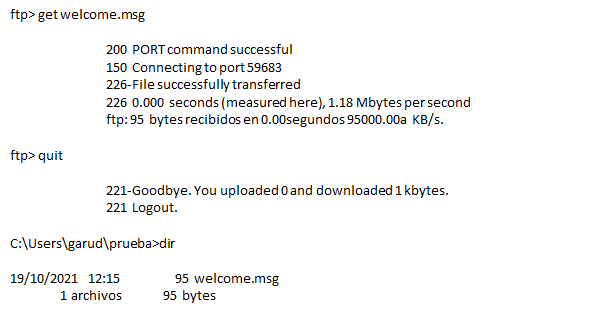 ftp> get welcome.msg
200 PORT command successful
150 Connecting to port 59683
226-File successfully transferred
226 0.000 seconds (measured here), 1.18 Mbytes per second
ftp: 95 bytes recibidos en 0.00segundos 95000.00a KB/s.
ftp> quit
221-Goodbye. You uploaded 0 and downloaded 1 kbytes.
221 Logout.
C:\Users\garud\prueba>dir
19/10/2021 12:15 95 welcome.msg
1 archivos 95 bytes